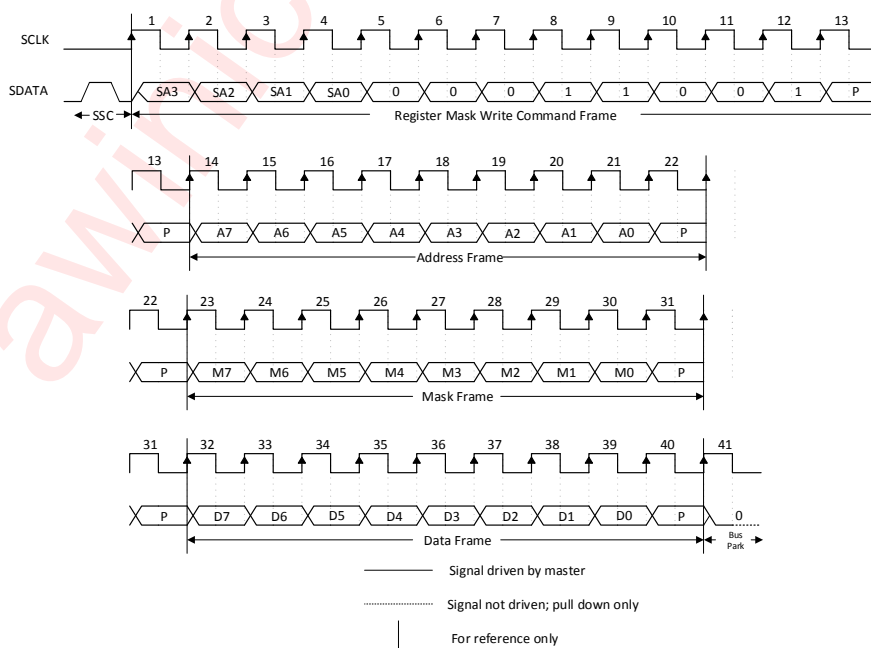 awinic
1 2 3 4 5 6 7 8 9 10 11 12 13
SCLK
SDATA SA3 SA2 SA1 SA0 0 0 0 1 1 0 0 1 P
SSC Register Mask Write Command Frame
13 14 15 16 17 18 19 20 21 22
P A7 A6 A5 A4 A3 A2 A1 A0 P
Address Frame
22 23 24 25 26 27 28 29 30 31
P M7 M6 M5 M4 M3 M2 M1 M0 P
Mask Frame
31 32 33 34 35 36 37 38 39 40 41
P D7 D6 D5 D4 D3 D2 D1 D0 P 0
Data Frame
Bus
Park
Signal driven by master
Signal not driven; pull down only
For reference only